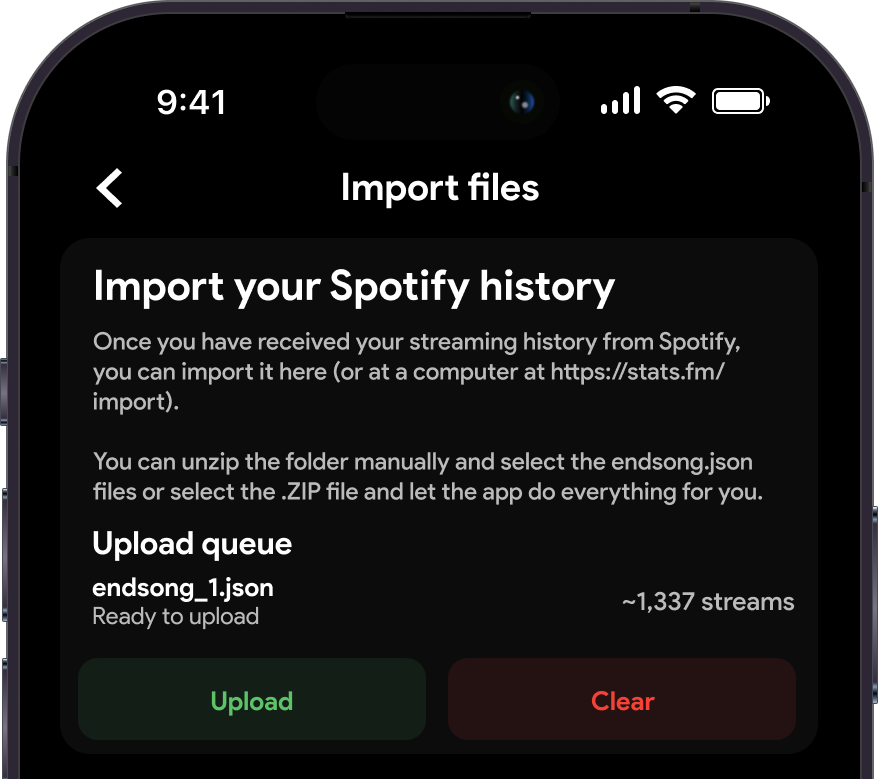 9:41
Import files
Import your Spotify history
Once you have received your streaming history from Spotify,
you can import it here (or at a computer at https://stats.fm/
import).
You can unzip the folder manually and select the endsong.json
files or select the .ZIP file and let the app do everything for you.
Upload queue
endsong_1.json
Ready to upload
~1,337 streams
Upload
Clear